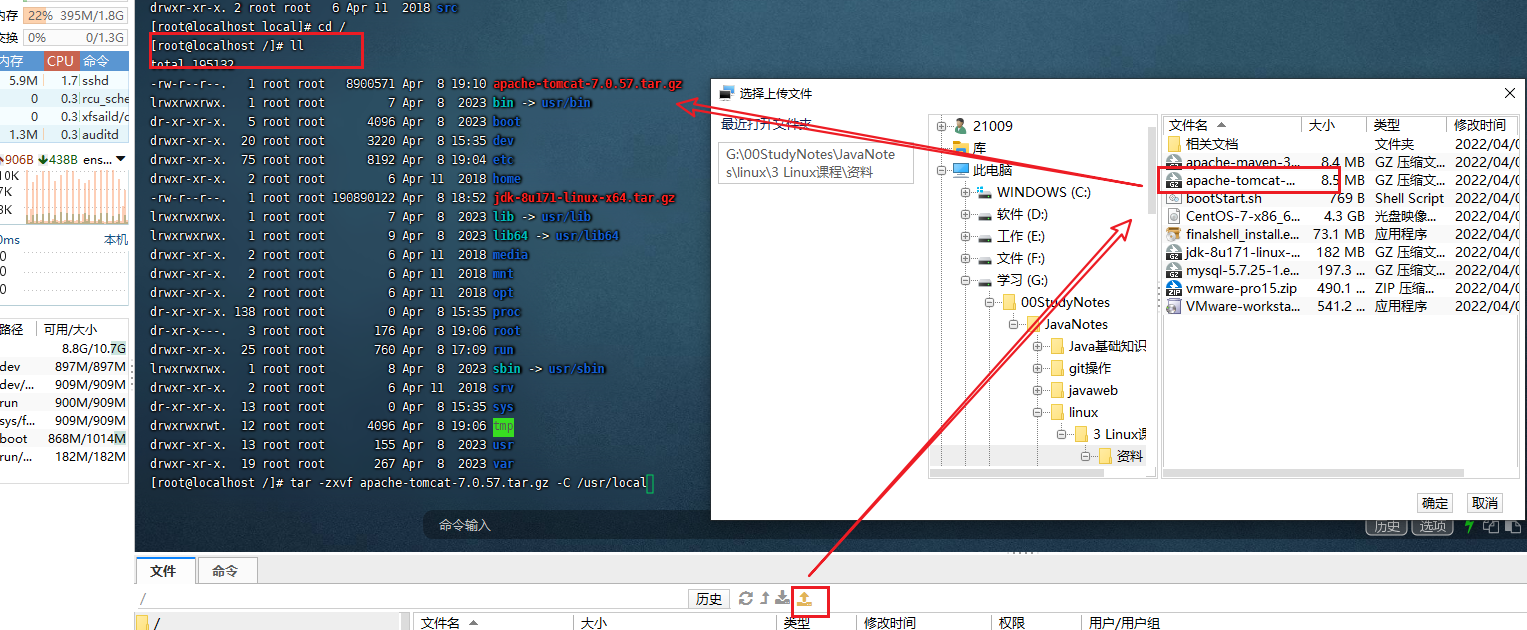 内存 22% 395M/1.8G
交换 0% 0/1.3G
内存 CPU 命令
5.9M 1.7 sshd
0 0.3 rcu_sche
0 0.3 xfsaild/d
1.3M 0.3 auditd
906B 438B ens...
10K
7K
3K
0ms 本机
0
0
0
路径 可用/大小
8.8G/10.7G
dev 897M/897M
dev/... 909M/909M
run 900M/909M
sys/f... 909M/909M
boot 868M/1014M
run/... 182M/182M
drwxr-xr-x. 2 root root 6 Apr 11 2018 src
[root@localhost local]# cd /
[root@localhost /]# ll
total 195132
-rw-r--r--. 1 root root 8900571 Apr 8 19:10 apache-tomcat-7.0.57.tar.gz
lrwxrwxrwx. 1 root root 7 Apr 8 2023 bin -> usr/bin
dr-xr-xr-x. 5 root root 4096 Apr 8 2023 boot
drwxr-xr-x. 20 root root 3220 Apr 8 15:35 dev
drwxr-xr-x. 75 root root 8192 Apr 8 19:04 etc
drwxr-xr-x. 2 root root 6 Apr 11 2018 home
-rw-r--r--. 1 root root 190890122 Apr 8 18:52 jdk-8u171-linux-x64.tar.gz
lrwxrwxrwx. 1 root root 7 Apr 8 2023 lib -> usr/lib
lrwxrwxrwx. 1 root root 9 Apr 8 2023 lib64 -> usr/lib64
drwxr-xr-x. 2 root root 6 Apr 11 2018 media
drwxr-xr-x. 2 root root 6 Apr 11 2018 mnt
drwxr-xr-x. 2 root root 6 Apr 11 2018 opt
dr-xr-xr-x. 138 root root 0 Apr 8 15:35 proc
dr-xr-x---. 3 root root 176 Apr 8 19:06 root
drwxr-xr-x. 25 root root 760 Apr 8 17:09 run
lrwxrwxrwx. 1 root root 8 Apr 8 2023 sbin -> usr/sbin
drwxr-xr-x. 2 root root 6 Apr 11 2018 srv
dr-xr-xr-x. 13 root root 0 Apr 8 15:35 sys
drwxrwxrwt. 12 root root 4096 Apr 8 19:06 tmp
drwxr-xr-x. 13 root root 155 Apr 8 2023 usr
drwxr-xr-x. 19 root root 267 Apr 8 2023 var
[root@localhost /]# tar -zxvf apache-tomcat-7.0.57.tar.gz -C /usr/local
命令输入
历史 选项
选择上传文件
最近打开文件夹
G:\00StudyNotes\JavaNote
s\linux\3 Linux课程\资料
21009
库
此电脑
WINDOWS (C:)
软件 (D:)
工作 (E:)
文件 (F:)
学习 (G:)
00StudyNotes
JavaNotes
Java基础知识
git操作
javaweb
linux
3 Linux课
资料
文件名 大小 类型 修改时间
相关文档 文件夹 2022/04/0
apache-maven-3... 8.4 MB GZ 压缩文... 2022/04/0
apache-tomcat-... 8.5 MB GZ 压缩文... 2022/04/0
bootStart.sh 769 B Shell Script 2022/04/0
CentOS-7-x86_6... 4.3 GB 光盘映像... 2022/04/0
finalshell_install.e... 73.1 MB 应用程序 2022/04/0
jdk-8u171-linux-... 182 MB GZ 压缩文... 2022/04/0
mysql-5.7.25-1.e... 197.3 ... GZ 压缩文... 2022/04/0
vmware-pro15.zip 490.1 ... ZIP 压缩... 2022/04/0
VMware-worksta... 541.2 ... 应用程序 2022/04/0
确定 取消
文件 命令
/ 历史
/ 文件名 大小 类型 修改时间 权限 用户/用户组